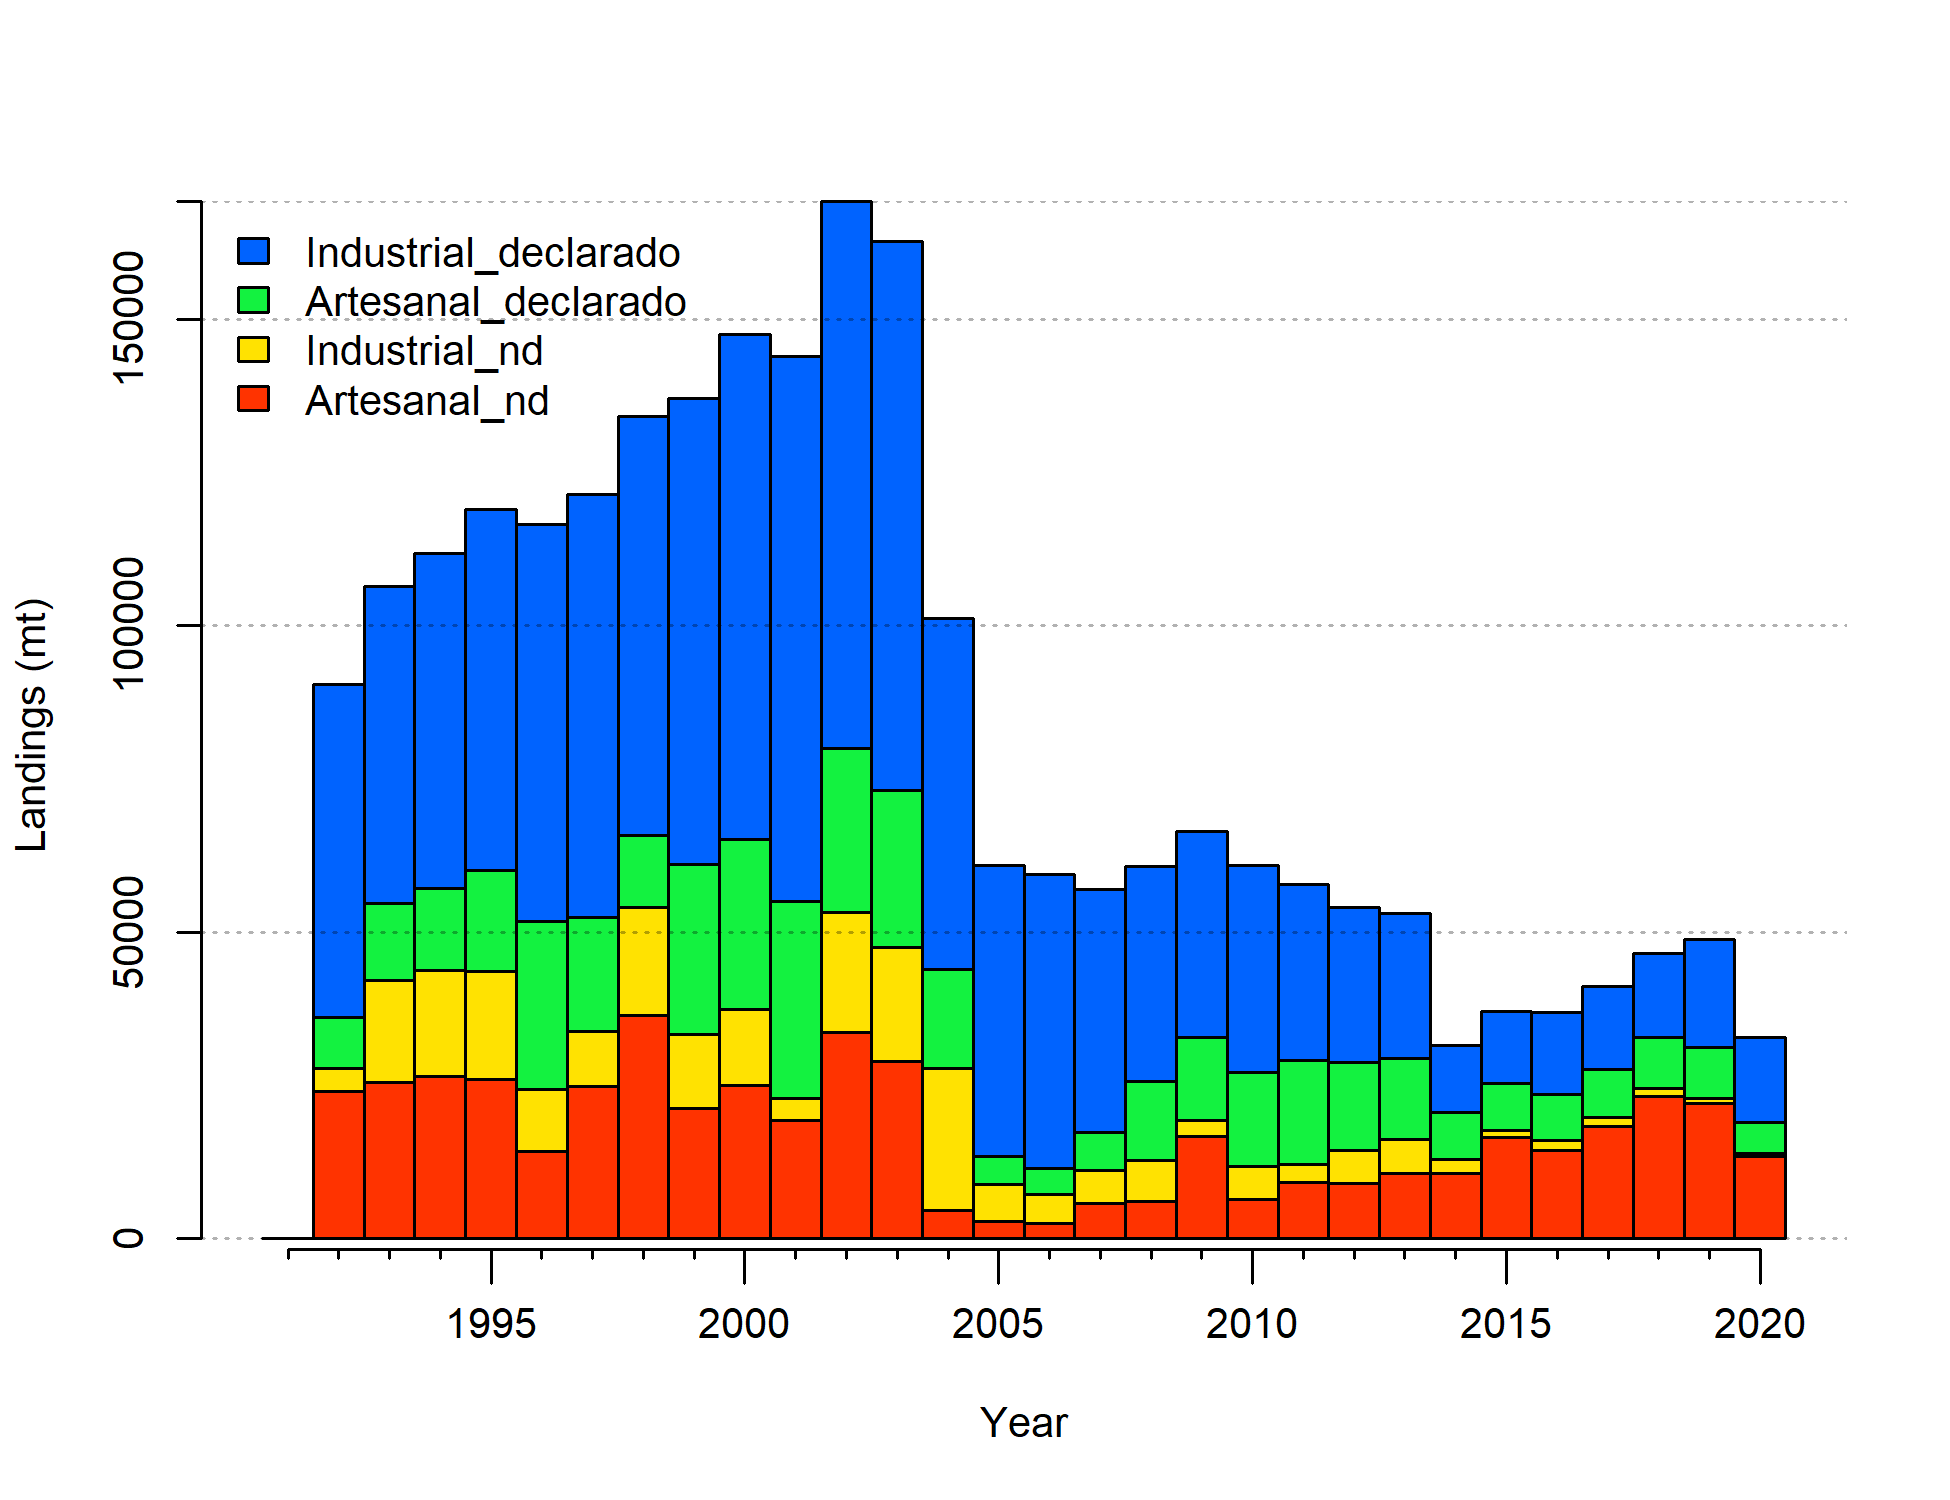 Industrial_declarado
Artesanal_declarado
Industrial_nd
Artesanal_nd
150000
100000
50000
0
Landings (mt)
1995 2000 2005 2010 2015 2020
Year